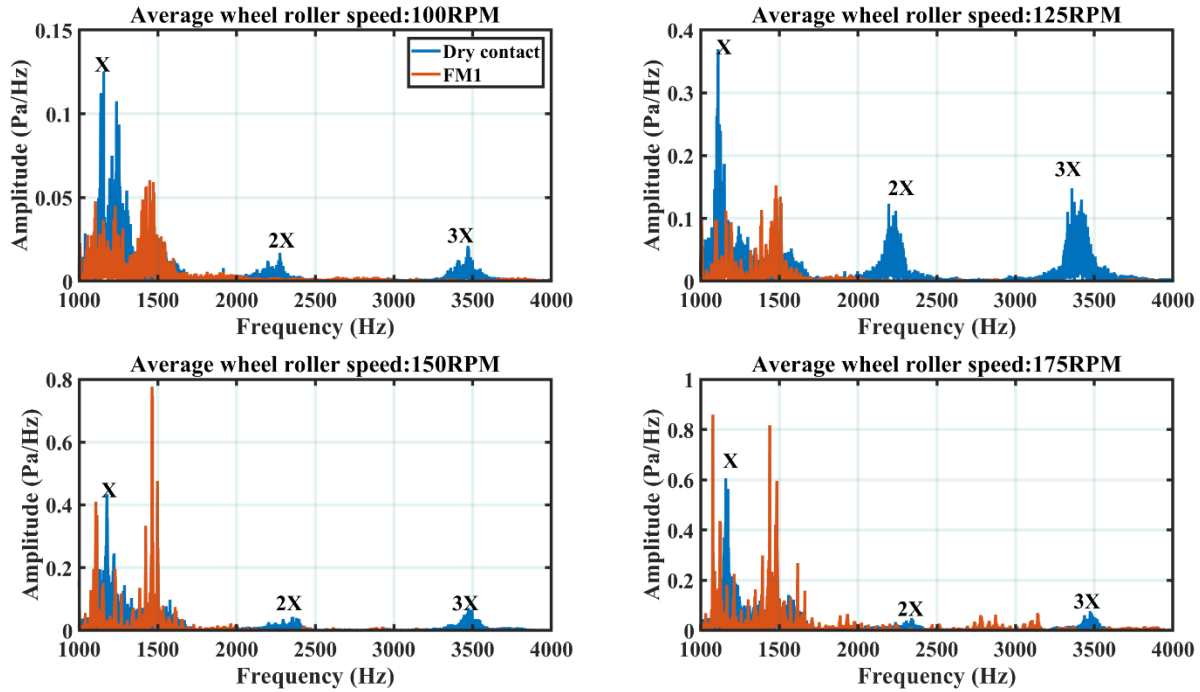 Average wheel roller speed:100RPM
Amplitude (Pa/Hz)
0.15
0.1
0.05
0
X
2X
3X
Dry contact
FM1
1000 1500 2000 2500 3000 3500 4000
Frequency (Hz)
Average wheel roller speed:125RPM
Amplitude (Pa/Hz)
0.4
0.3
0.2
0.1
0
X
2X
3X
1000 1500 2000 2500 3000 3500 4000
Frequency (Hz)
Average wheel roller speed:150RPM
Amplitude (Pa/Hz)
0.8
0.6
0.4
0.2
0
X
2X
3X
1000 1500 2000 2500 3000 3500 4000
Frequency (Hz)
Average wheel roller speed:175RPM
Amplitude (Pa/Hz)
1
0.8
0.6
0.4
0.2
0
X
2X
3X
1000 1500 2000 2500 3000 3500 4000
Frequency (Hz)